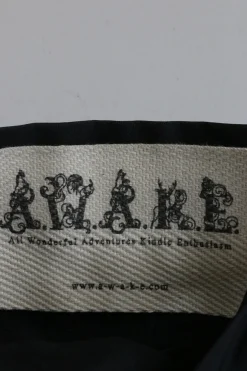 A.W.A.K.E.
All Wonderful Adventures Kindle Enthusiasm
www.a-w-a-k-e.com